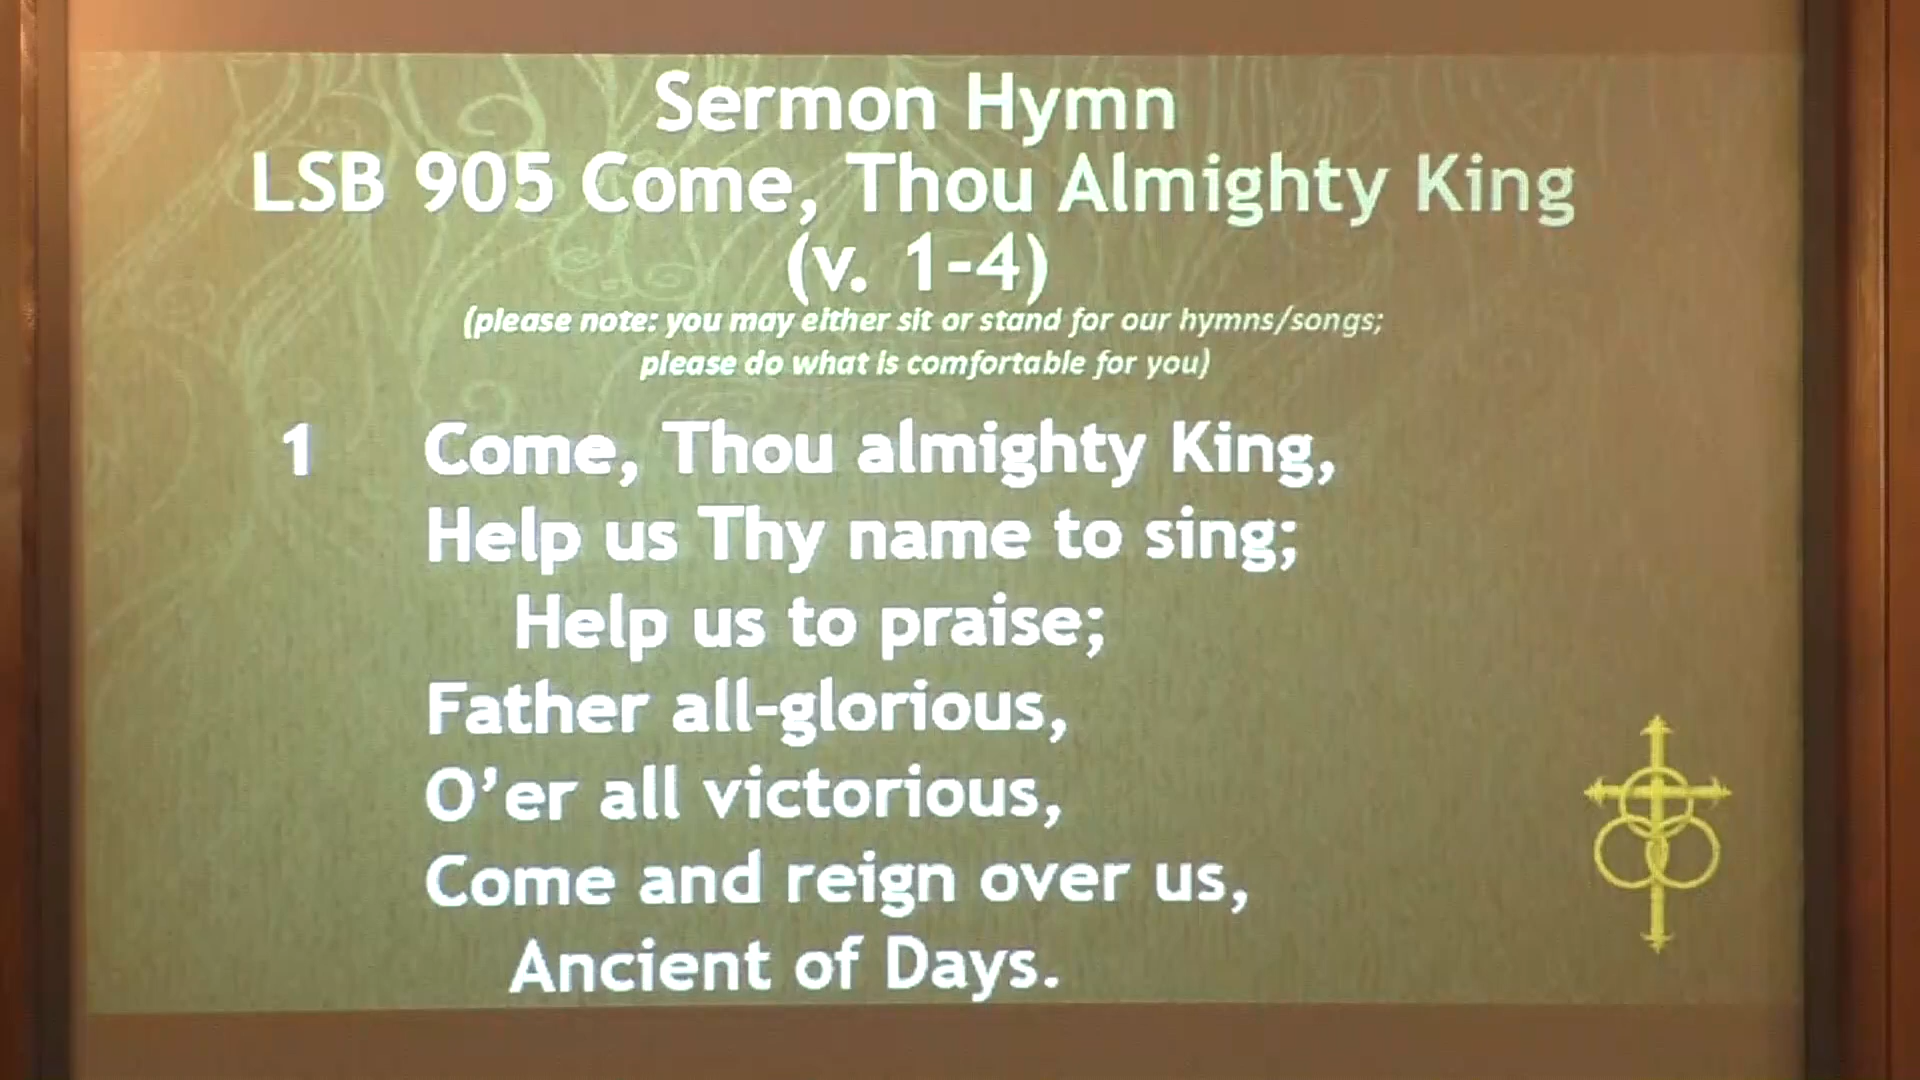 Sermon Hymn
LSB 905 Come, Thou Almighty King
(v. 1-4)
(please note: you may either sit or stand for our hymns/songs;
please do what is comfortable for you)
1 Come, Thou almighty King,
Help us Thy name to sing;
Help us to praise;
Father all-glorious,
O’er all victorious,
Come and reign over us,
Ancient of Days.